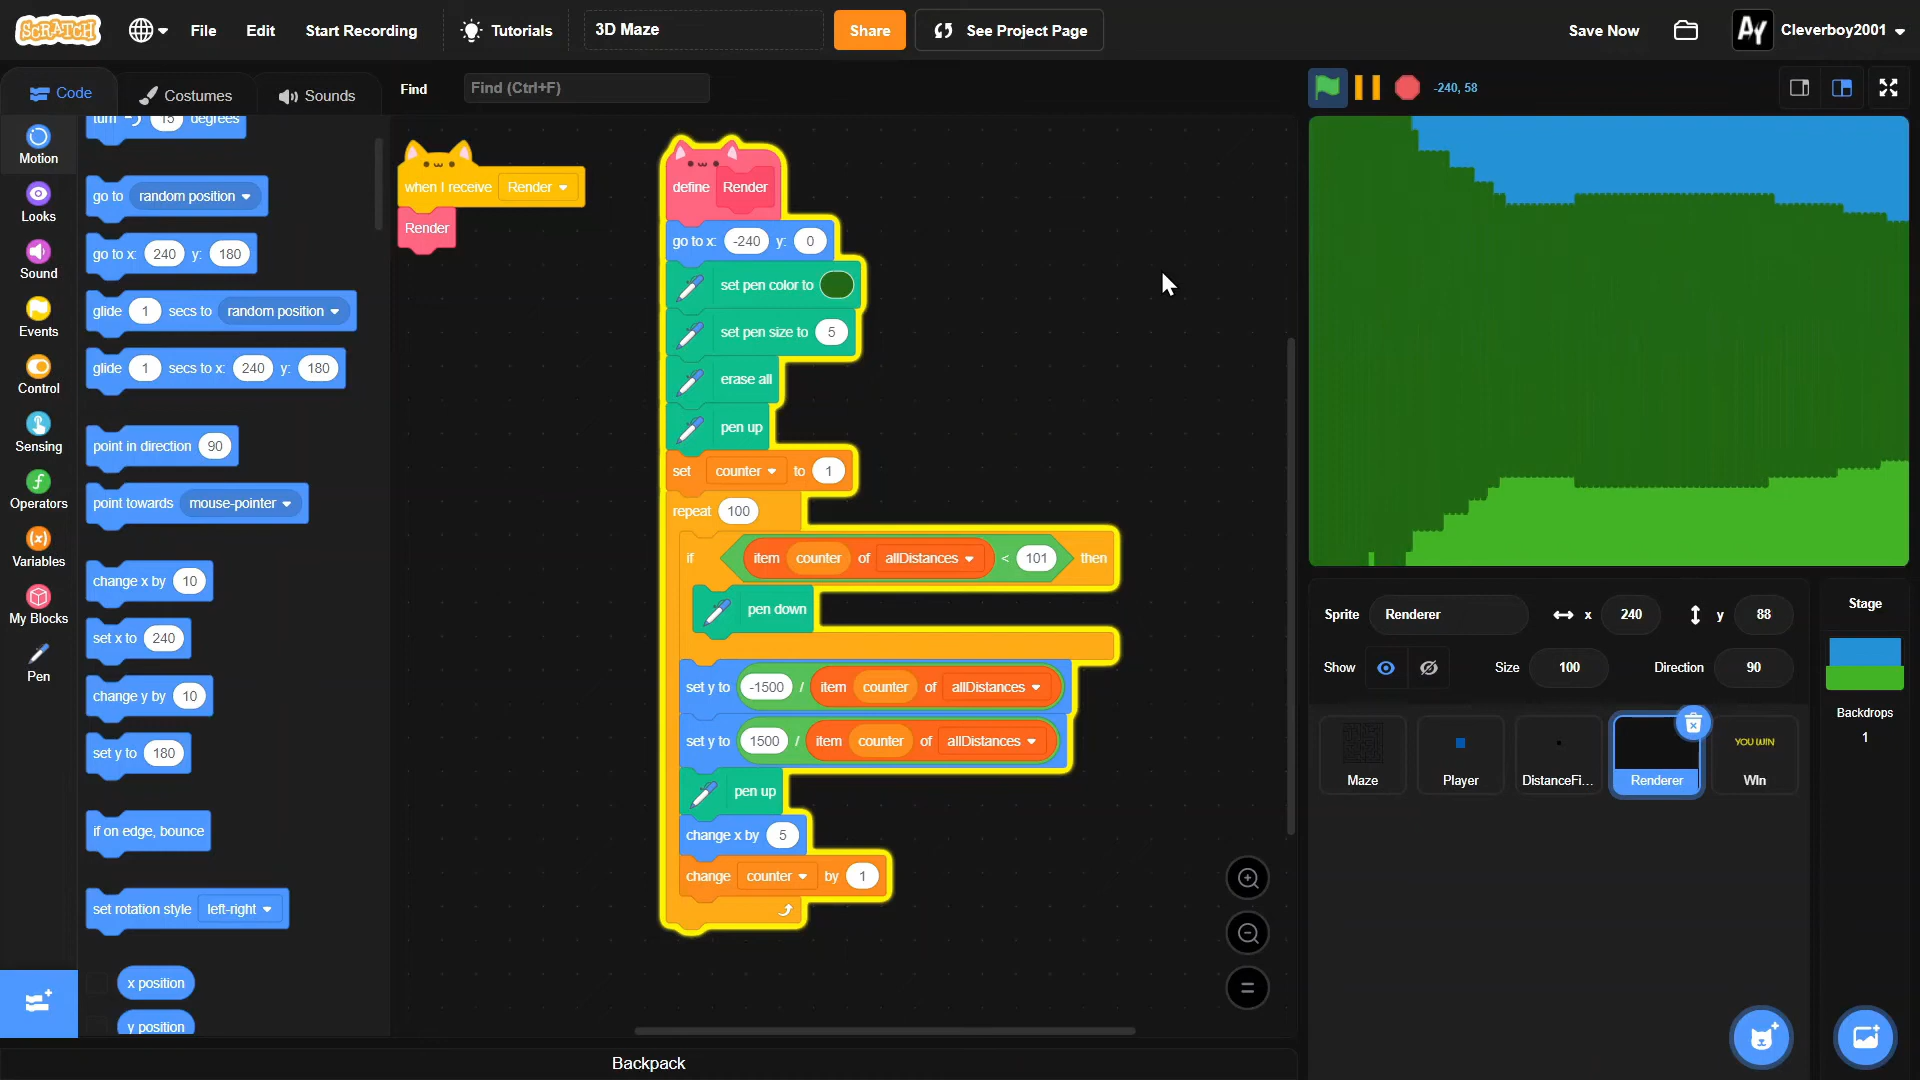 SCRATCH
File
Edit
Start Recording
Tutorials
3D Maze
Share
See Project Page
Save Now
Ay
Cleverboy2001
Code
Costumes
Sounds
Find
Find (Ctrl+F)
-240, 58
Motion
Looks
Sound
Events
Control
Sensing
Operators
Variables
My Blocks
Pen
turn 15 degrees
go to random position
go to x: 240 y: 180
glide 1 secs to random position
glide 1 secs to x: 240 y: 180
point in direction 90
point towards mouse-pointer
change x by 10
set x to 240
change y by 10
set y to 180
if on edge, bounce
set rotation style left-right
x position
y position
when I receive Render
Render
define Render
go to x: -240 y: 0
set pen color to
set pen size to 5
erase all
pen up
set counter to 1
repeat 100
if item counter of allDistances < 101 then
pen down
set y to -1500 / item counter of allDistances
set y to 1500 / item counter of allDistances
pen up
change x by 5
change counter by 1
Backpack
Sprite Renderer x 240 y 88
Show Size 100 Direction 90
Maze
Player
DistanceFi...
Renderer
YOU WIN
WIn
Stage
Backdrops
1